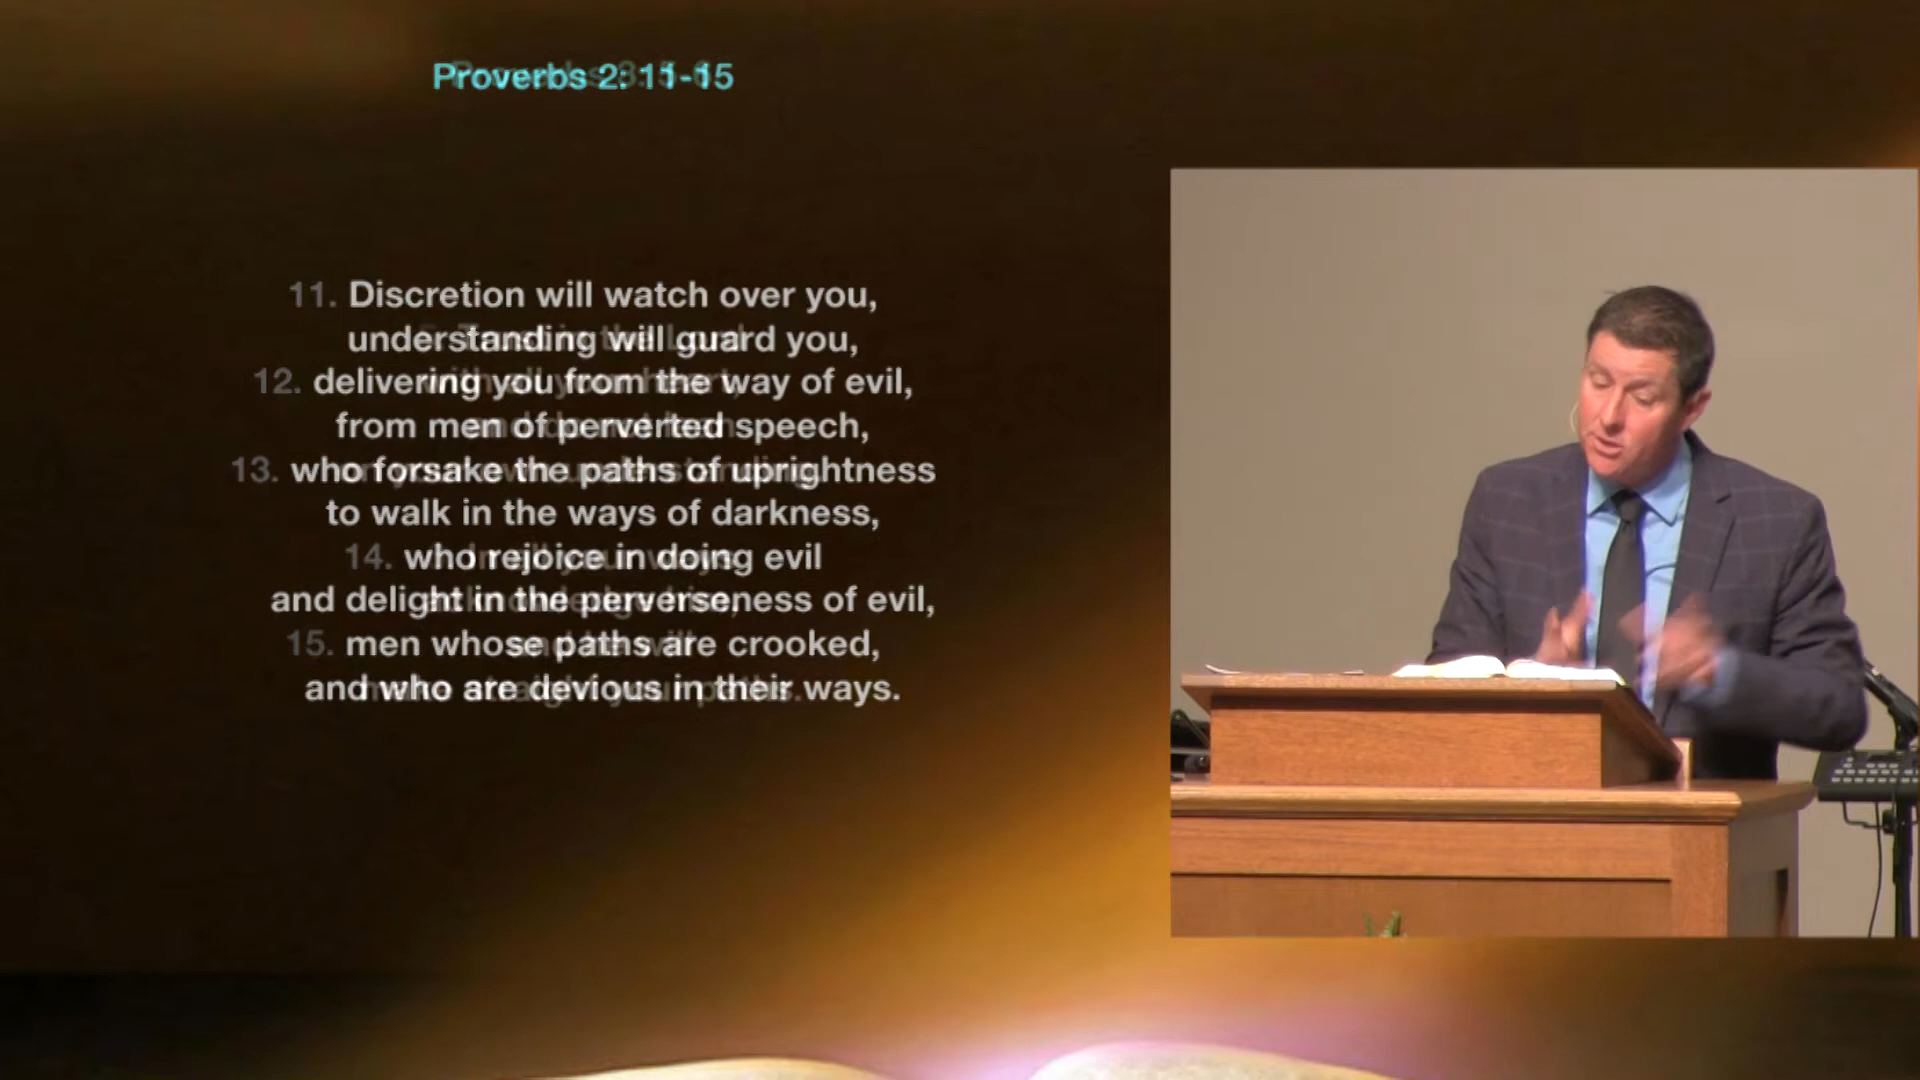 Proverbs 2: 11-15
11. Discretion will watch over you,
understanding will guard you,
12. delivering you from the way of evil,
from men of perverted speech,
13. who forsake the paths of uprightness
to walk in the ways of darkness,
14. who rejoice in doing evil
and delight in the perverseness of evil,
15. men whose paths are crooked,
and who are devious in their ways.